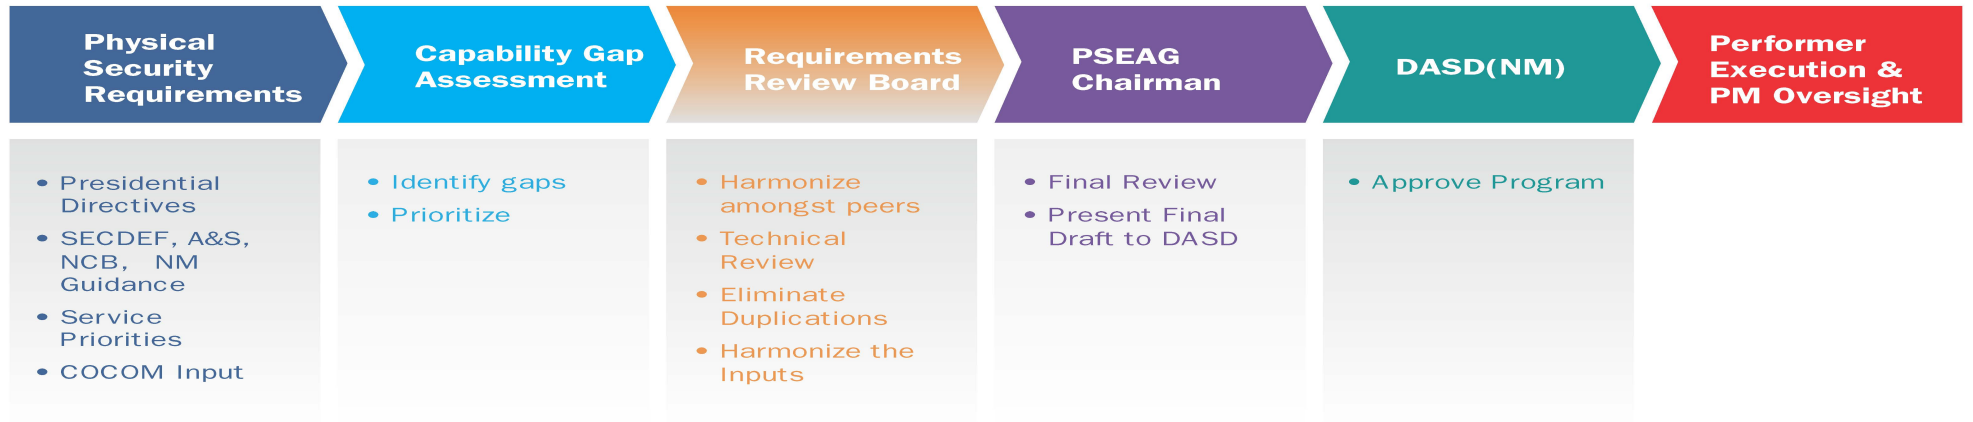 Physical
Security
Requirements
• Presidential
Directives
• SECDEF, A&S,
NCB, NM
Guidance
• Service
Priorities
• COCOM Input
Capability Gap
Assessment
• Identify gaps
• Prioritize
Requirements
Review Board
• Harmonize
amongst peers
• Technical
Review
• Eliminate
Duplications
• Harmonize the
Inputs
PSEAG
Chairman
• Final Review
• Present Final
Draft to DASD
DASD(NM)
• Approve Program
Performer
Execution &
PM Oversight